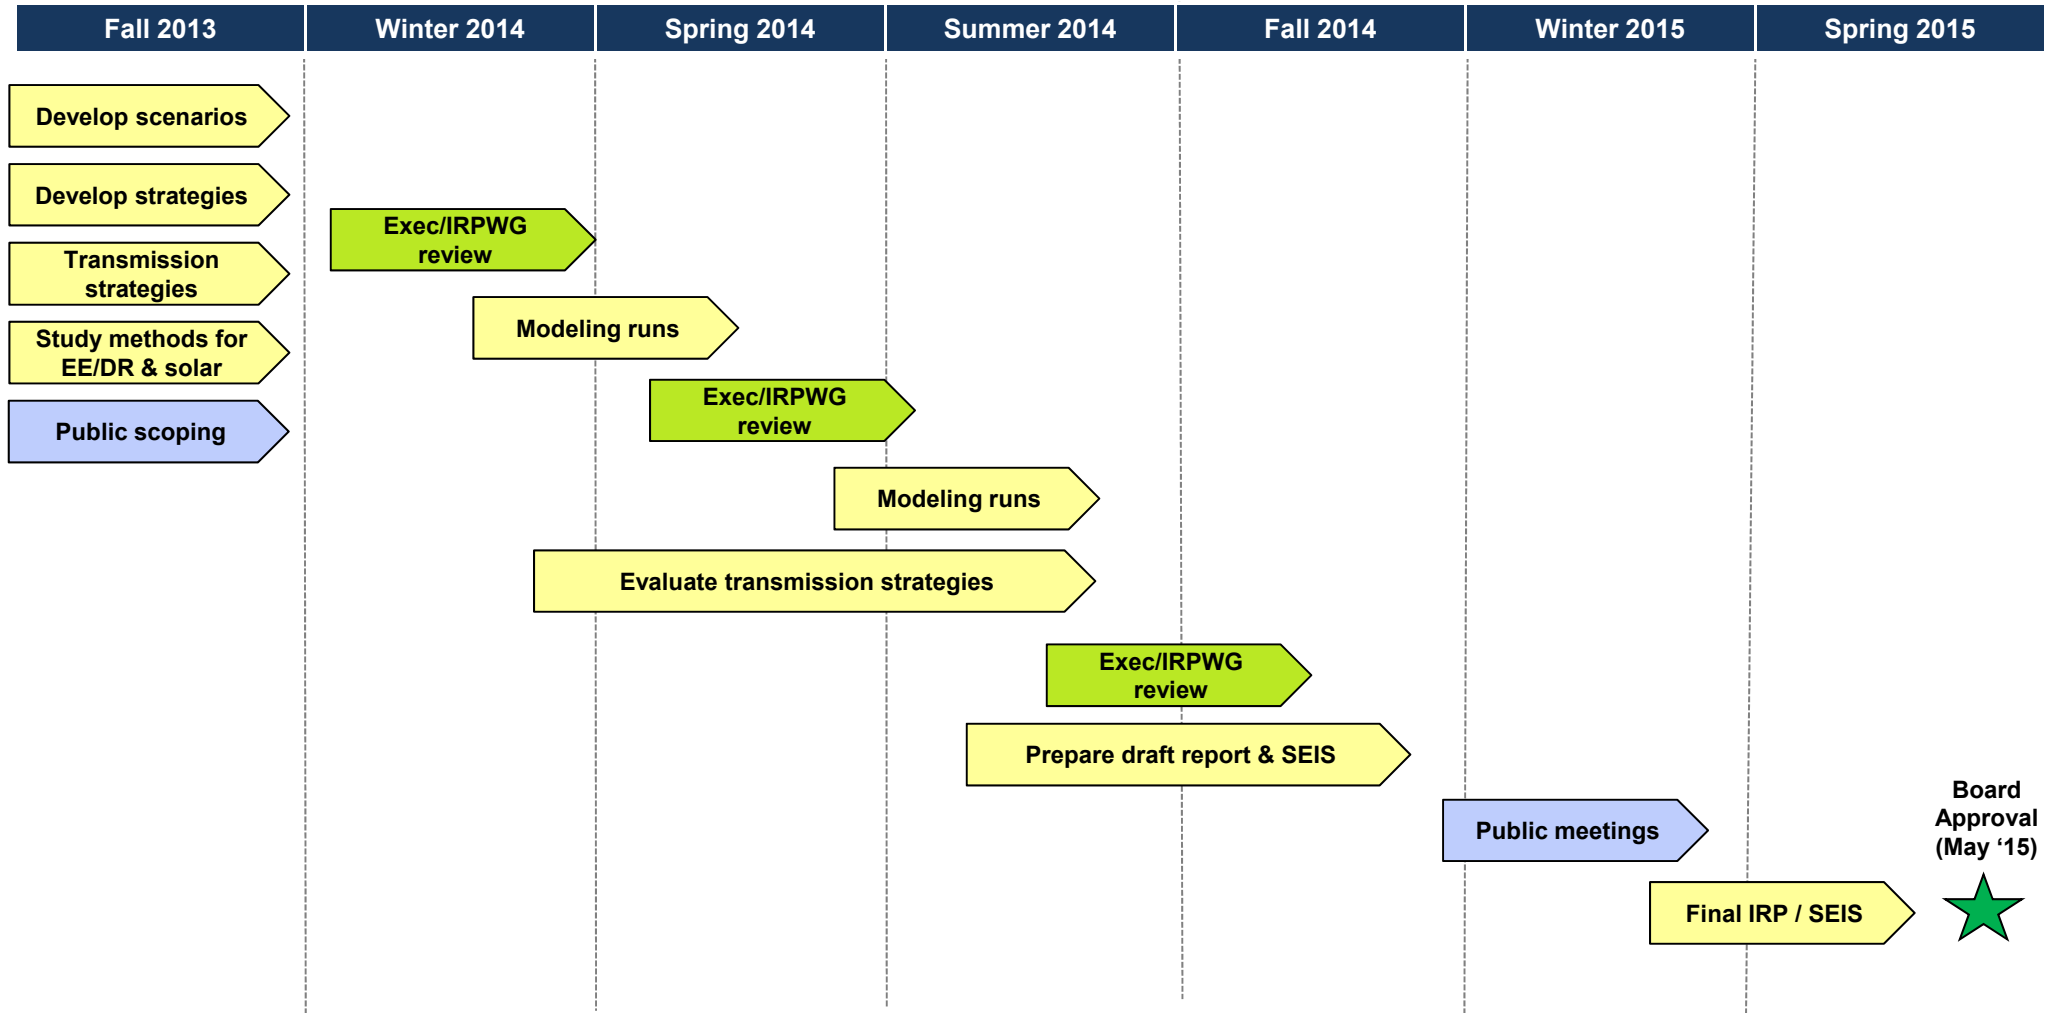 Fall 2013
Winter 2014
Spring 2014
Summer 2014
Fall 2014
Winter 2015
Spring 2015
Develop scenarios
Develop strategies
Transmission
strategies
Study methods for
EE/DR & solar
Public scoping
Exec/IRPWG
review
Modeling runs
Exec/IRPWG
review
Modeling runs
Evaluate transmission strategies
Exec/IRPWG
review
Prepare draft report & SEIS
Public meetings
Final IRP / SEIS
Board
Approval
(May ‘15)